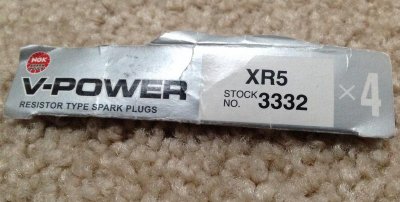 NGK
V-POWER
RESISTOR TYPE SPARK PLUGS
XR5
STOCK
NO. 3332
×4